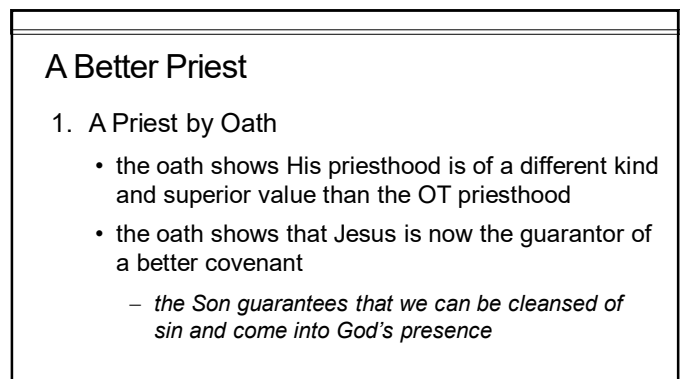 A Better Priest
1. A Priest by Oath
• the oath shows His priesthood is of a different kind
and superior value than the OT priesthood
• the oath shows that Jesus is now the guarantor of
a better covenant
– the Son guarantees that we can be cleansed of
sin and come into God's presence